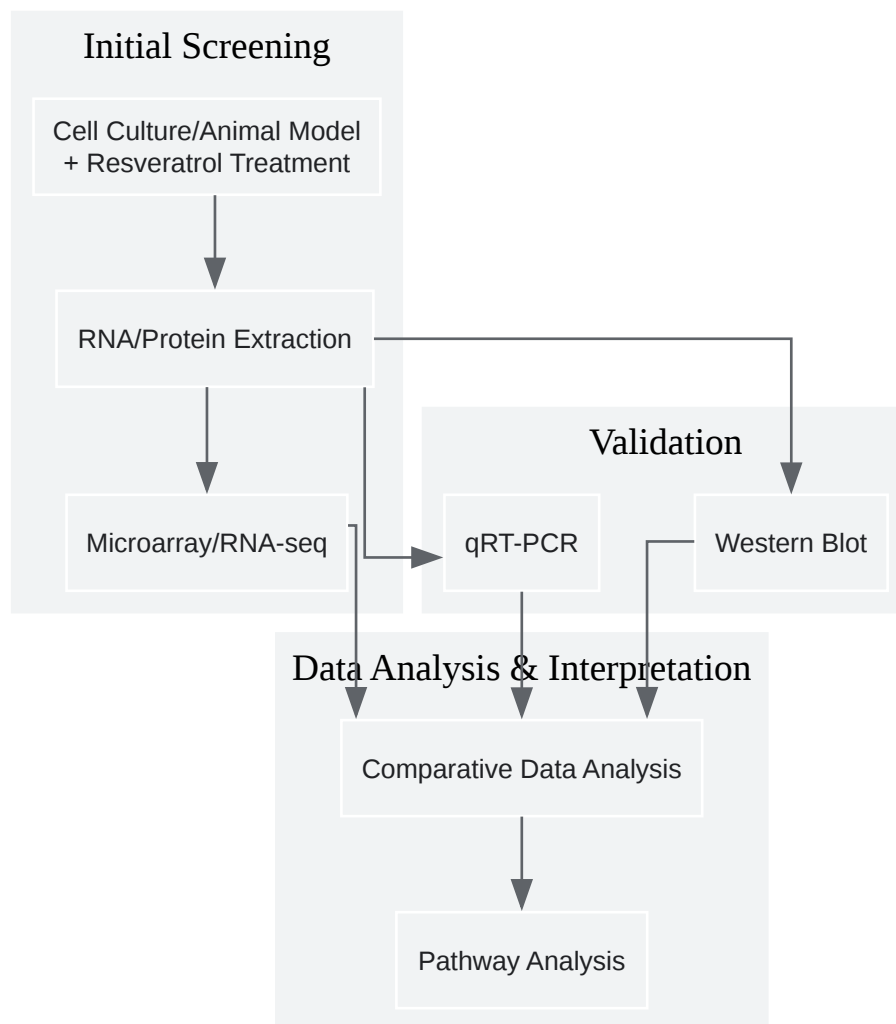 Initial Screening
Cell Culture/Animal Model
+ Resveratrol Treatment
RNA/Protein Extraction
Microarray/RNA-seq
Validation
qRT-PCR
Western Blot
Data Analysis & Interpretation
Comparative Data Analysis
Pathway Analysis